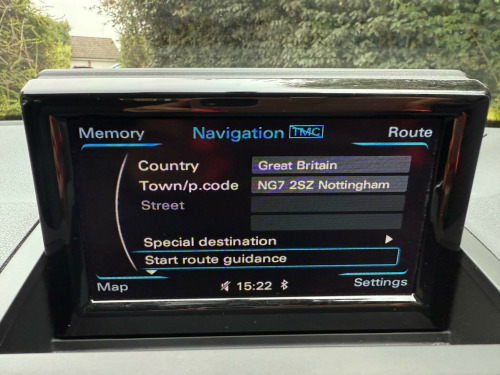 Memory Navigation TMC Route
Country Great Britain
Town/p.code NG7 2SZ Nottingham
Street
Special destination
Start route guidance
Map 15:22 Settings